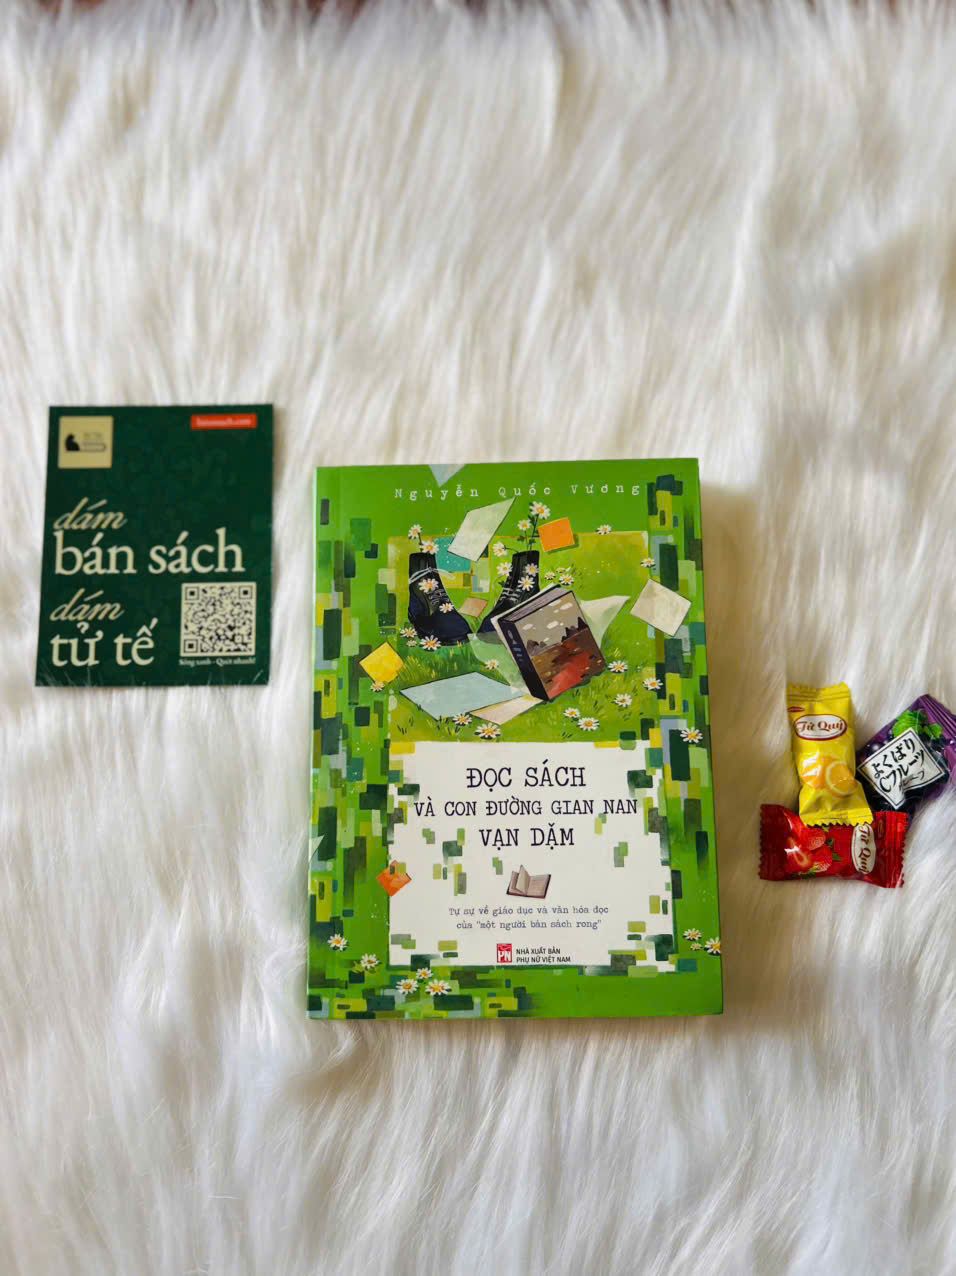 dám
bán sách
dám
tử tế
Sống xanh - Quét nhanh!
Nguyễn Quốc Vương
ĐỌC SÁCH
VÀ CON ĐƯỜNG GIAN NAN
VẠN DẶM
Tự sự về giáo dục và văn hóa đọc
của "một người bán sách rong"
PN
NHÀ XUẤT BẢN
PHỤ NỮ VIỆT NAM
Tứ Quý
よくばり
フルーツ
Tứ Quý